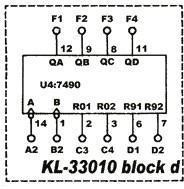 F1 F2 F3 F4
12 9 8 11
QA QB QC QD
U4:7490
A B R01 R02 R91 R92
14 1 2 3 6 7
A2 B2 C3 C4 D1 D2
KL-33010 block d